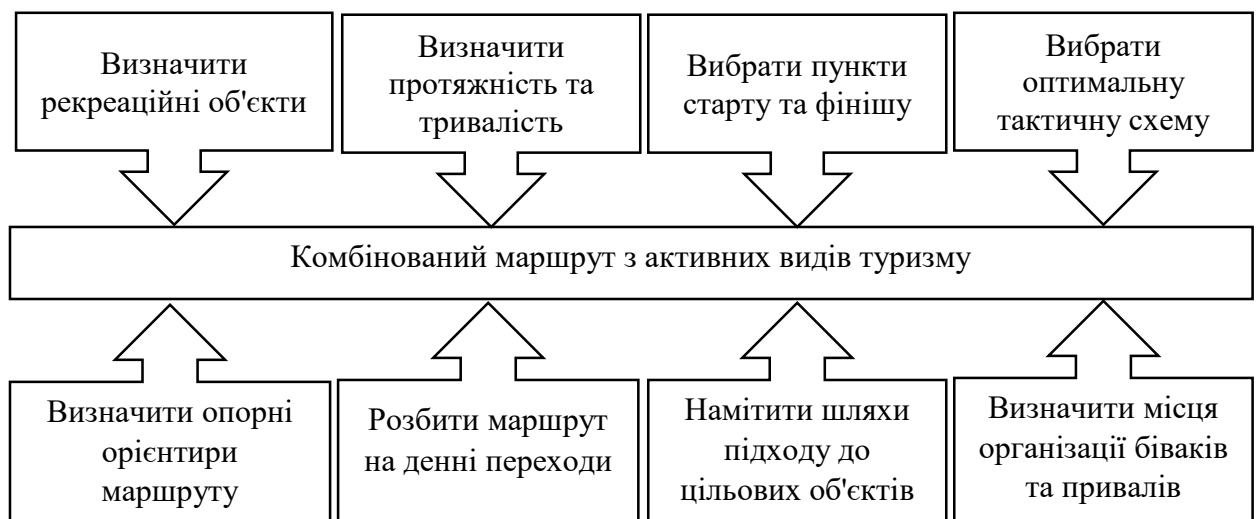 Визначити
рекреаційні об'єкти
Визначити
протяжність та
тривалість
Вибрати пункти
старту та фінішу
Вибрати
оптимальну
тактичну схему
Комбінований маршрут з активних видів туризму
Визначити опорні
орієнтири
маршруту
Розбити маршрут
на денні переходи
Намітити шляхи
підходу до
цільових об'єктів
Визначити місця
організації біваків
та привалів